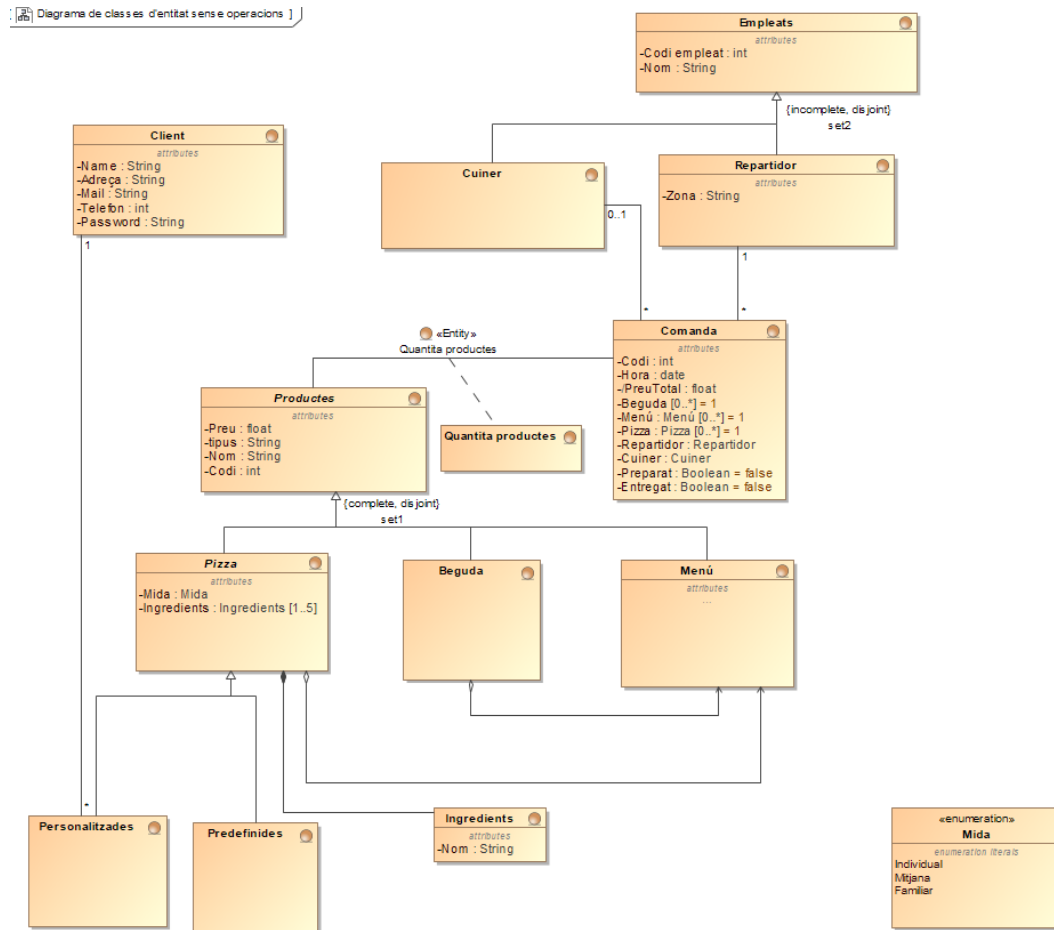 Diagrama de classes d'entitat sense operacions ]
Empleats
attributes
-Codi empleat : int
-Nom : String
{incomplete, disjoint}
set2
Client
attributes
-Name : String
-Adreça : String
-Mail : String
-Telefon : int
-Password : String
1
Cuiner
0..1
Repartidor
attributes
-Zona : String
1
*
*
«Entity»
Quantita productes
Comanda
attributes
-Codi : int
-Hora : date
-/PreuTotal : float
-Beguda [0..*] = 1
-Menú : Menú [0..*] = 1
-Pizza : Pizza [0..*] = 1
-Repartidor : Repartidor
-Cuiner : Cuiner
-Preparat : Boolean = false
-Entregat : Boolean = false
Productes
attributes
-Preu : float
-tipus : String
-Nom : String
-Codi : int
Quantita productes
{complete, disjoint}
set1
Pizza
attributes
-Mida : Mida
-Ingredients : Ingredients [1..5]
Beguda
Menú
attributes
...
*
Personalitzades
Predefinides
Ingredients
attributes
-Nom : String
«enumeration»
Mida
enumeration literals
Individual
Mitjana
Familiar